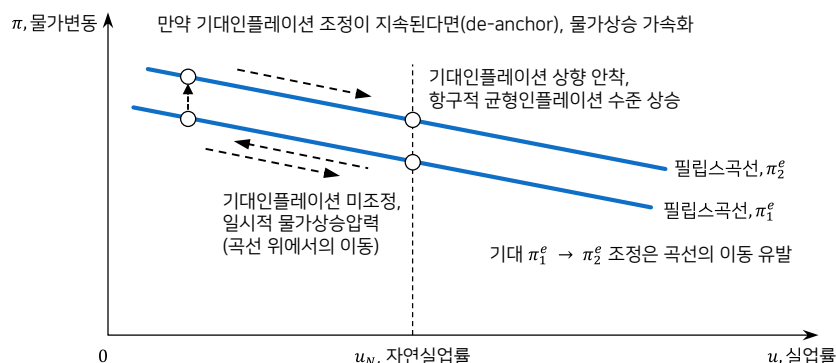 π, 물가변동
만약 기대인플레이션 조정이 지속된다면(de-anchor), 물가상승 가속화
기대인플레이션 상향 안착,
항구적 균형인플레이션 수준 상승
필립스곡선, π₂ᵉ
필립스곡선, π₁ᵉ
기대인플레이션 미조정,
일시적 물가상승압력
(곡선 위에서의 이동)
기대 π₁ᵉ → π₂ᵉ 조정은 곡선의 이동 유발
0
u_N, 자연실업률
u, 실업률